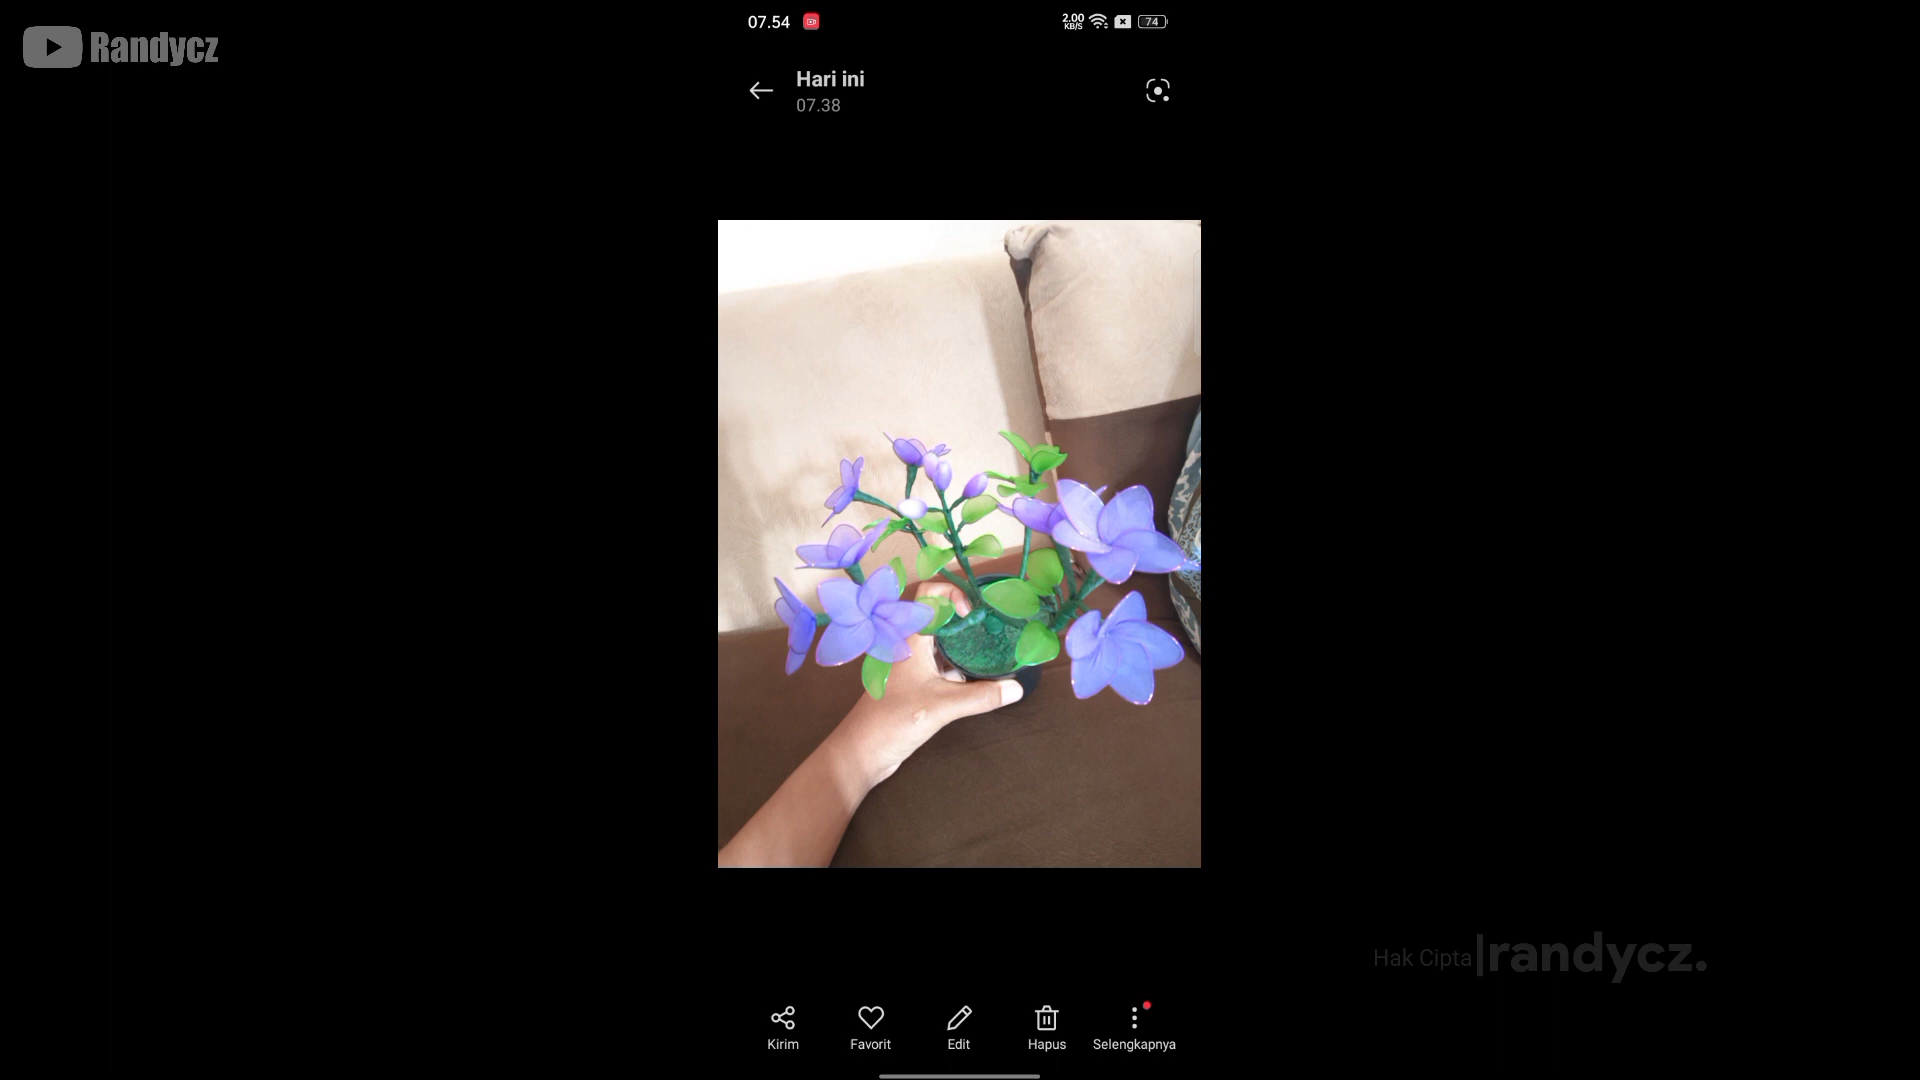 Randycz
07.54
2.00
KB/S
74
Hari ini
07.38
Hak Cipta randycz.
Kirim
Favorit
Edit
Hapus
Selengkapnya